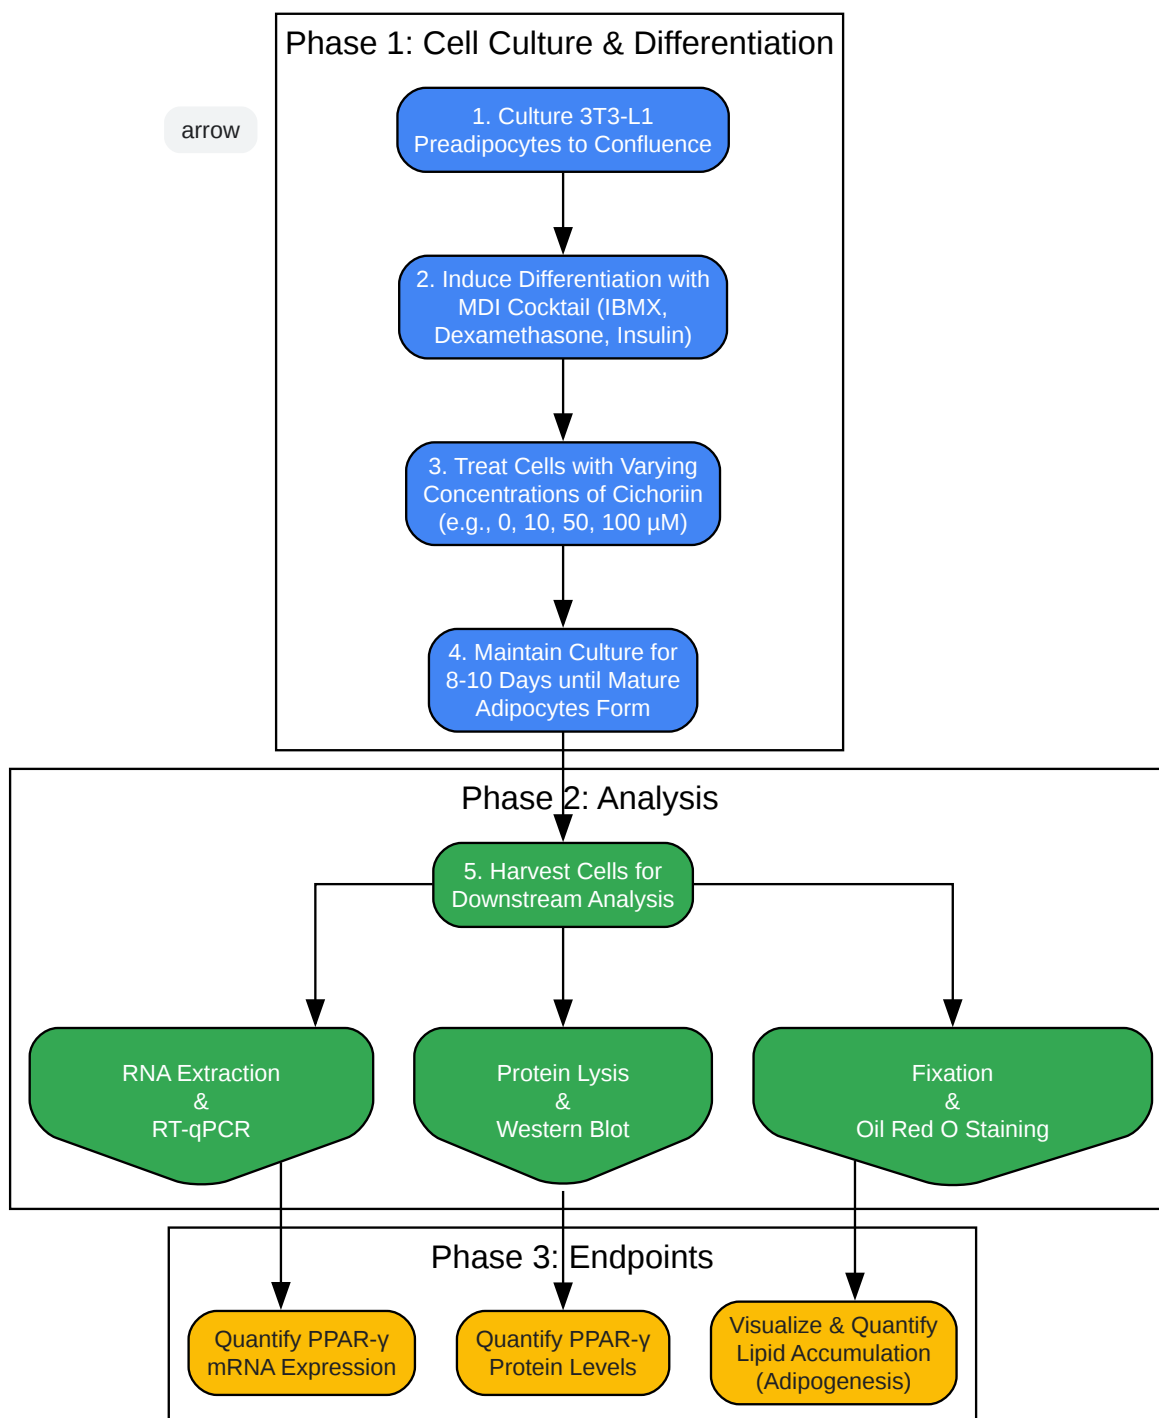 Phase 1: Cell Culture & Differentiation
arrow
1. Culture 3T3-L1
Preadipocytes to Confluence
2. Induce Differentiation with
MDI Cocktail (IBMX,
Dexamethasone, Insulin)
3. Treat Cells with Varying
Concentrations of Cichoriin
(e.g., 0, 10, 50, 100 µM)
4. Maintain Culture for
8-10 Days until Mature
Adipocytes Form
Phase 2: Analysis
5. Harvest Cells for
Downstream Analysis
RNA Extraction
&
RT-qPCR
Protein Lysis
&
Western Blot
Fixation
&
Oil Red O Staining
Phase 3: Endpoints
Quantify PPAR-γ
mRNA Expression
Quantify PPAR-γ
Protein Levels
Visualize & Quantify
Lipid Accumulation
(Adipogenesis)